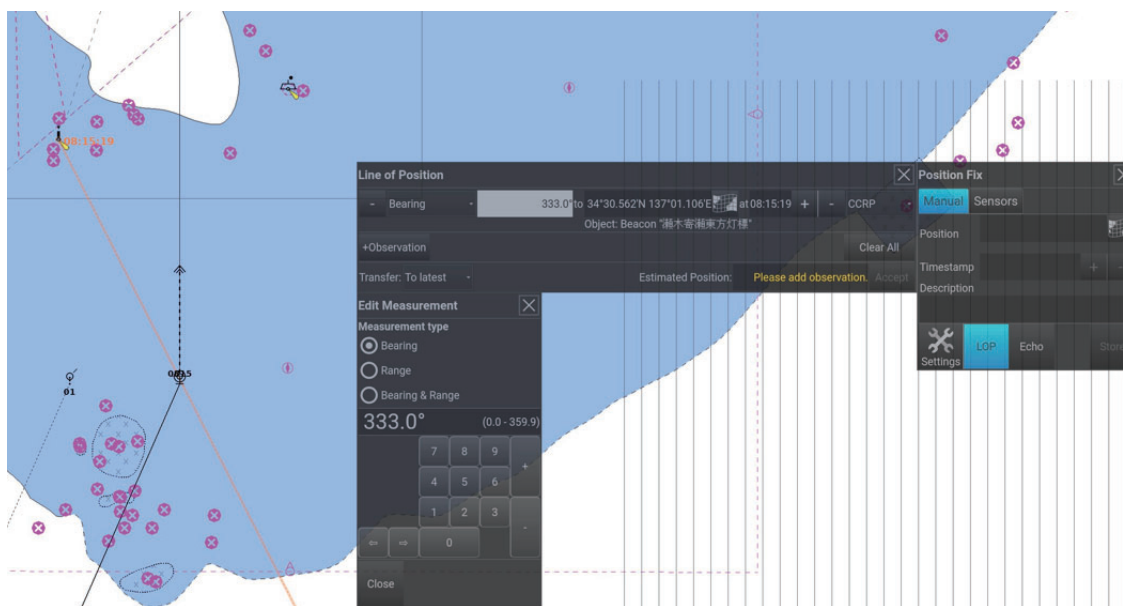 08:15:19
01
Line of Position
- Bearing 333.0° to 34°30.562'N 137°01.106'E at 08:15:19 + - CCRP
Object: Beacon "瀬木寄瀬東方灯標"
+Observation Clear All
Transfer: To latest Estimated Position: Please add observation. Accept
Position Fix
Manual Sensors
Position
Timestamp + -
Description
Settings LOP Echo Store
Edit Measurement
Measurement type
Bearing
Range
Bearing & Range
333.0° (0.0 - 359.9)
7 8 9 +
4 5 6
1 2 3 -
0
Close